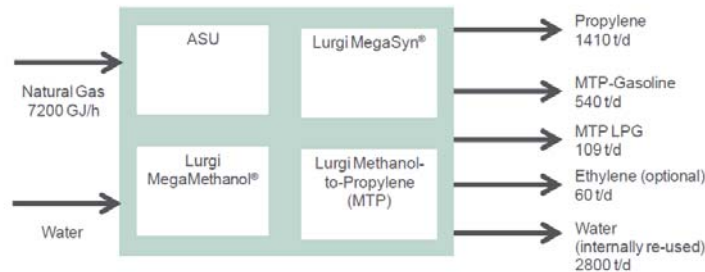 Natural Gas
7200 GJ/h
Water
ASU
Lurgi MegaSyn®
Lurgi
MegaMethanol®
Lurgi Methanol-
to-Propylene
(MTP)
Propylene
1410 t/d
MTP-Gasoline
540 t/d
MTP LPG
109 t/d
Ethylene (optional)
60 t/d
Water
(internally re-used)
2800 t/d